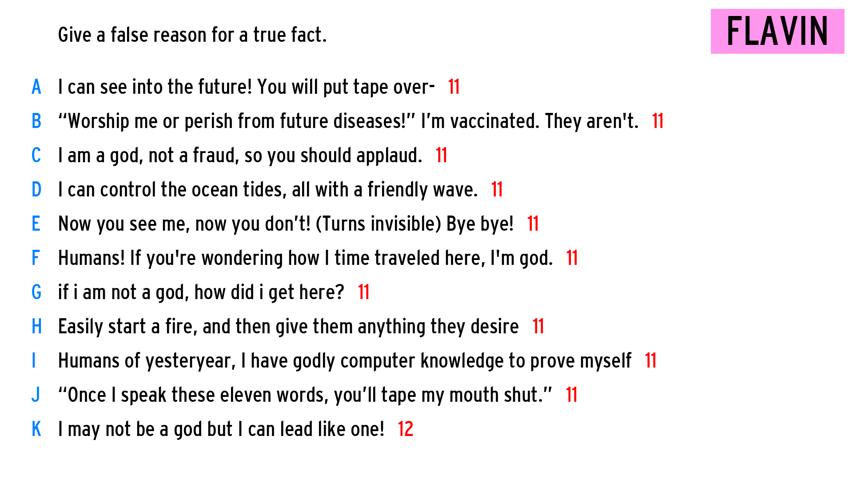 Give a false reason for a true fact.
FLAVIN
A I can see into the future! You will put tape over- 11
B “Worship me or perish from future diseases!” I’m vaccinated. They aren't. 11
C I am a god, not a fraud, so you should applaud. 11
D I can control the ocean tides, all with a friendly wave. 11
E Now you see me, now you don’t! (Turns invisible) Bye bye! 11
F Humans! If you're wondering how I time traveled here, I'm god. 11
G if i am not a god, how did i get here? 11
H Easily start a fire, and then give them anything they desire 11
I Humans of yesteryear, I have godly computer knowledge to prove myself 11
J “Once I speak these eleven words, you’ll tape my mouth shut.” 11
K I may not be a god but I can lead like one! 12